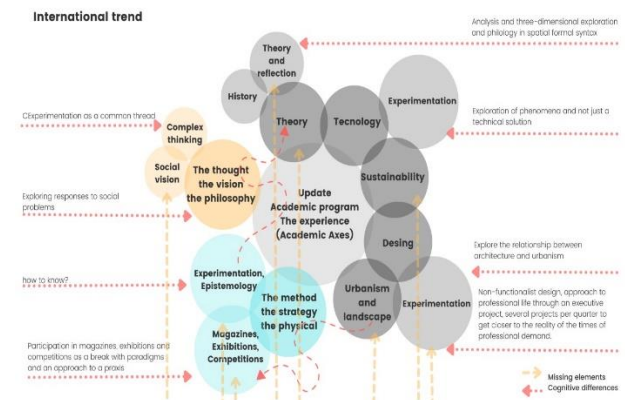 International trend
Analysis and three-dimensional exploration
and philology in spatial formal syntax
Theory
and
reflection
History
Experimentation
Theory
Tecnology
CExperimentation as a common thread
Exploration of phenomena and not just a
technical solution
Complex
thinking
Social
vision
The thought
the vision
the philosophy
Sustainability
Update
Academic program
The experience
(Academic Axes)
Exploring responses to social
problems
Desing
Explore the relationship between
architecture and urbanism
how to know?
Experimentation,
Epistemology
The method
the strategy
the physical
Urbanism
and
landscape
Experimentation
Non-functionalist design, approach to
professional life through an executive
project, several projects per quarter to
get closer to the reality of the times of
professional demand.
Magazines,
Exhibitions,
Competitions
Participation in magazines, exhibitions and
competitions as a break with paradigms
and an approach to a praxis
Missing elements
Cognitive differences